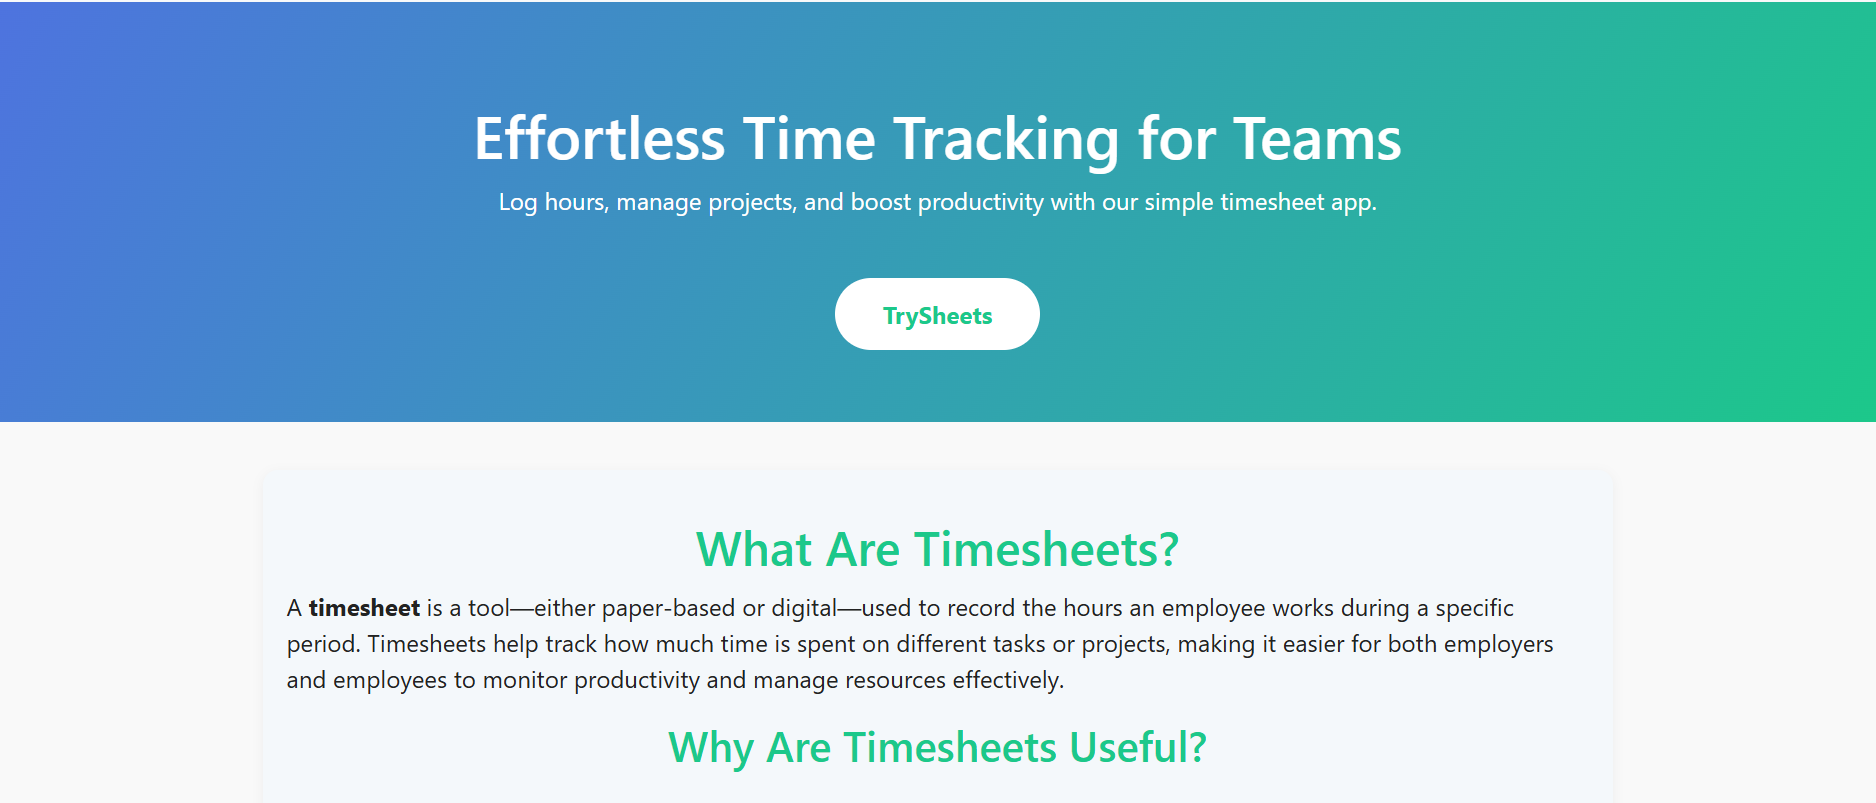 Effortless Time Tracking for Teams
Log hours, manage projects, and boost productivity with our simple timesheet app.
TrySheets
What Are Timesheets?
A timesheet is a tool—either paper-based or digital—used to record the hours an employee works during a specific
period. Timesheets help track how much time is spent on different tasks or projects, making it easier for both employers
and employees to monitor productivity and manage resources effectively.
Why Are Timesheets Useful?